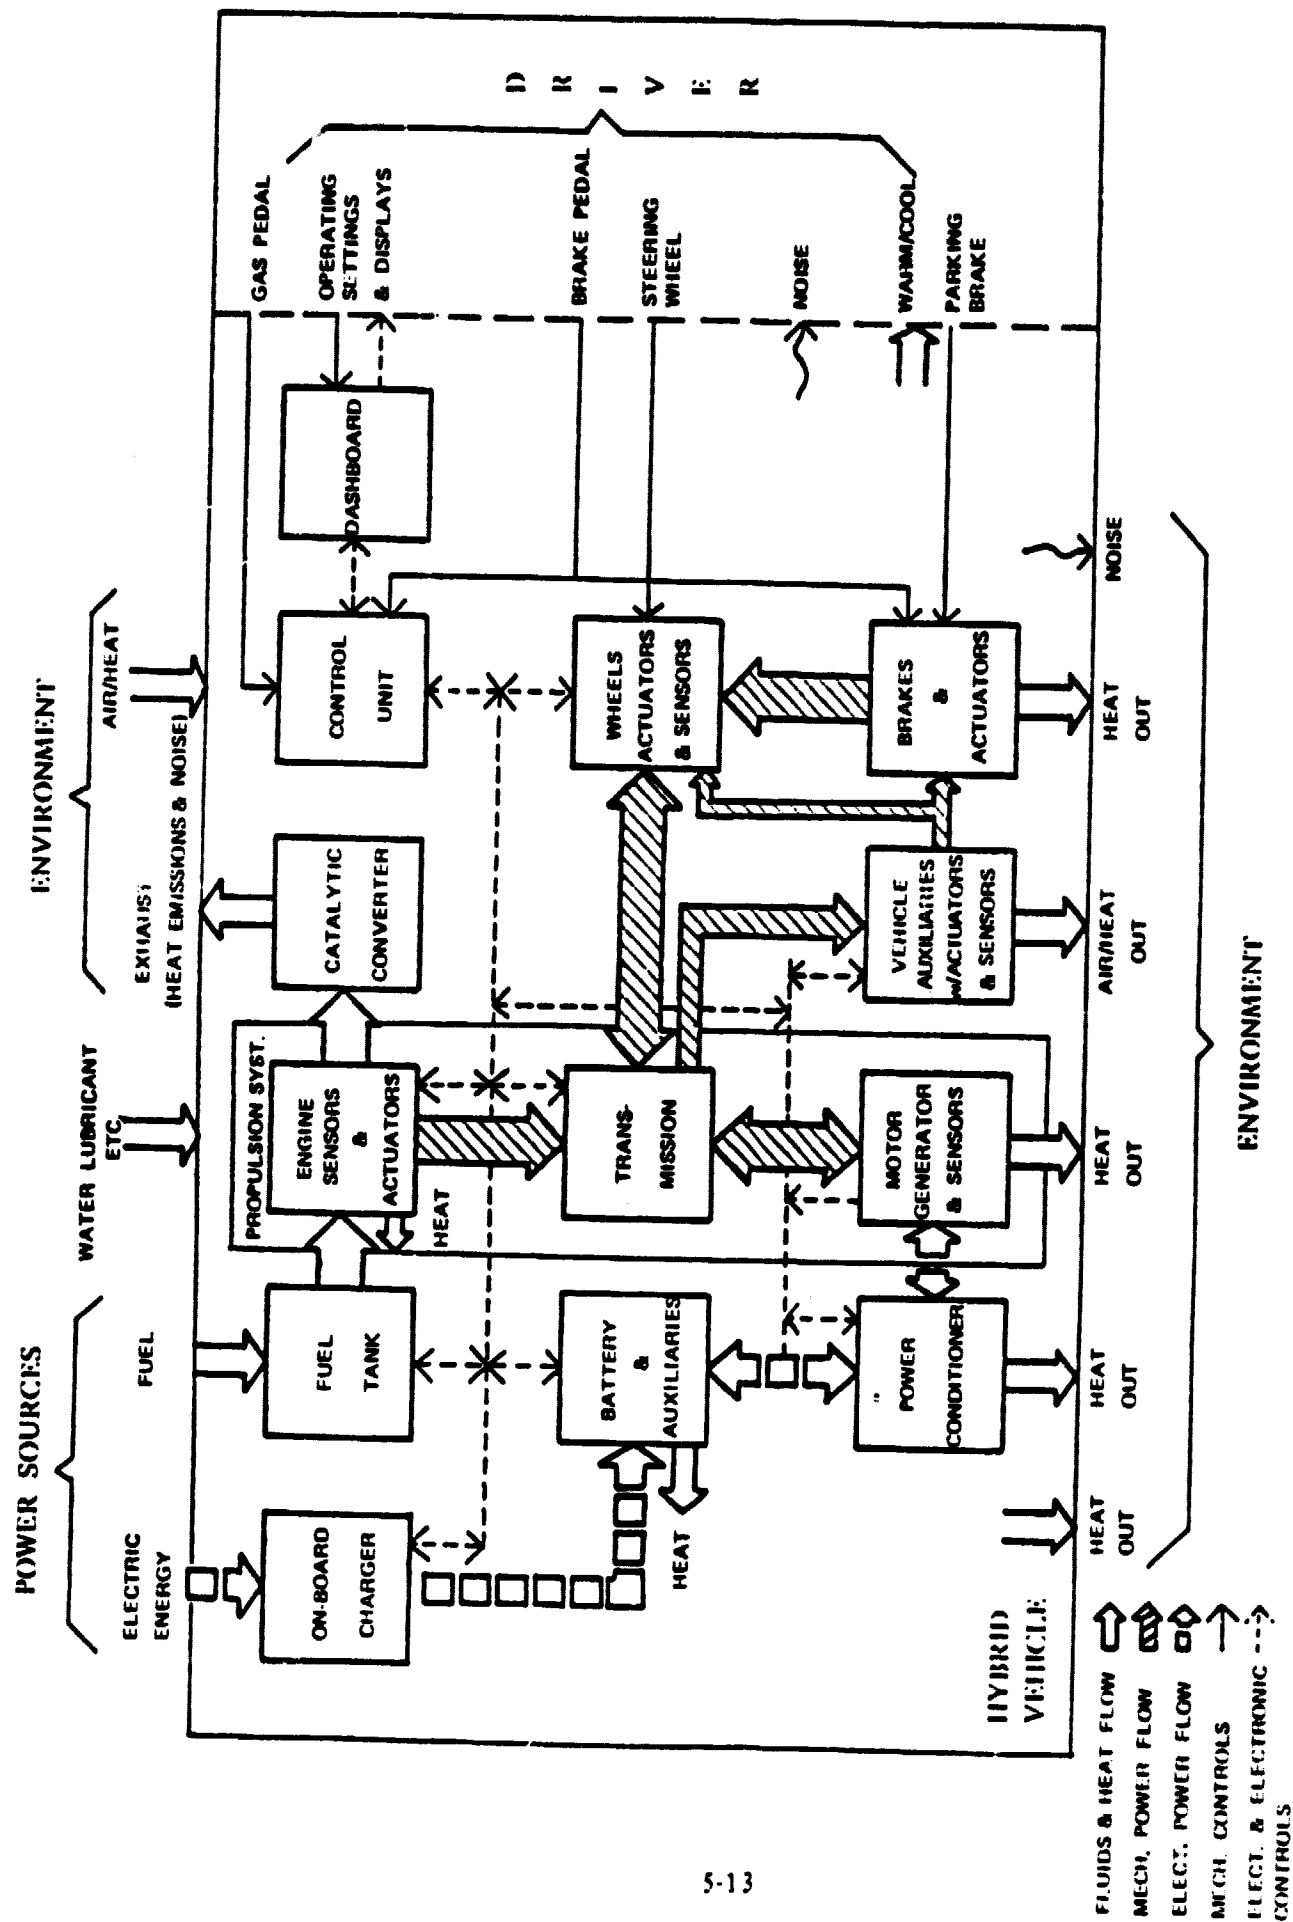 POWER SOURCES
ENVIRONMENT
ELECTRIC
ENERGY
FUEL
WATER LUBRICANT
ETC
EXHAUST
(HEAT EMISSIONS & NOISE)
AIR/HEAT
ON-BOARD
CHARGER
FUEL
TANK
PROPULSION SYST.
ENGINE
SENSORS
&
ACTUATORS
HEAT
CATALYTIC
CONVERTER
CONTROL
UNIT
DASHBOARD
GAS PEDAL
OPERATING
SETTINGS
& DISPLAYS
BRAKE PEDAL
STEERING
WHEEL
NOISE
WARM/COOL
PARKING
BRAKE
D R I V E R
BATTERY
&
AUXILIARIES
HEAT
TRANS-
MISSION
WHEELS
ACTUATORS
& SENSORS
POWER
CONDITIONER
MOTOR
GENERATOR
& SENSORS
VEHICLE
AUXILIARIES
W/ACTUATORS
& SENSORS
BRAKES
&
ACTUATORS
HYBRID
VEHICLE
HEAT
OUT
HEAT
OUT
HEAT
OUT
AIR/HEAT
OUT
HEAT
OUT
NOISE
ENVIRONMENT
FLUIDS & HEAT FLOW
MECH. POWER FLOW
ELECT. POWER FLOW
MECH. CONTROLS
ELECT. & ELECTRONIC
CONTROLS
5-13